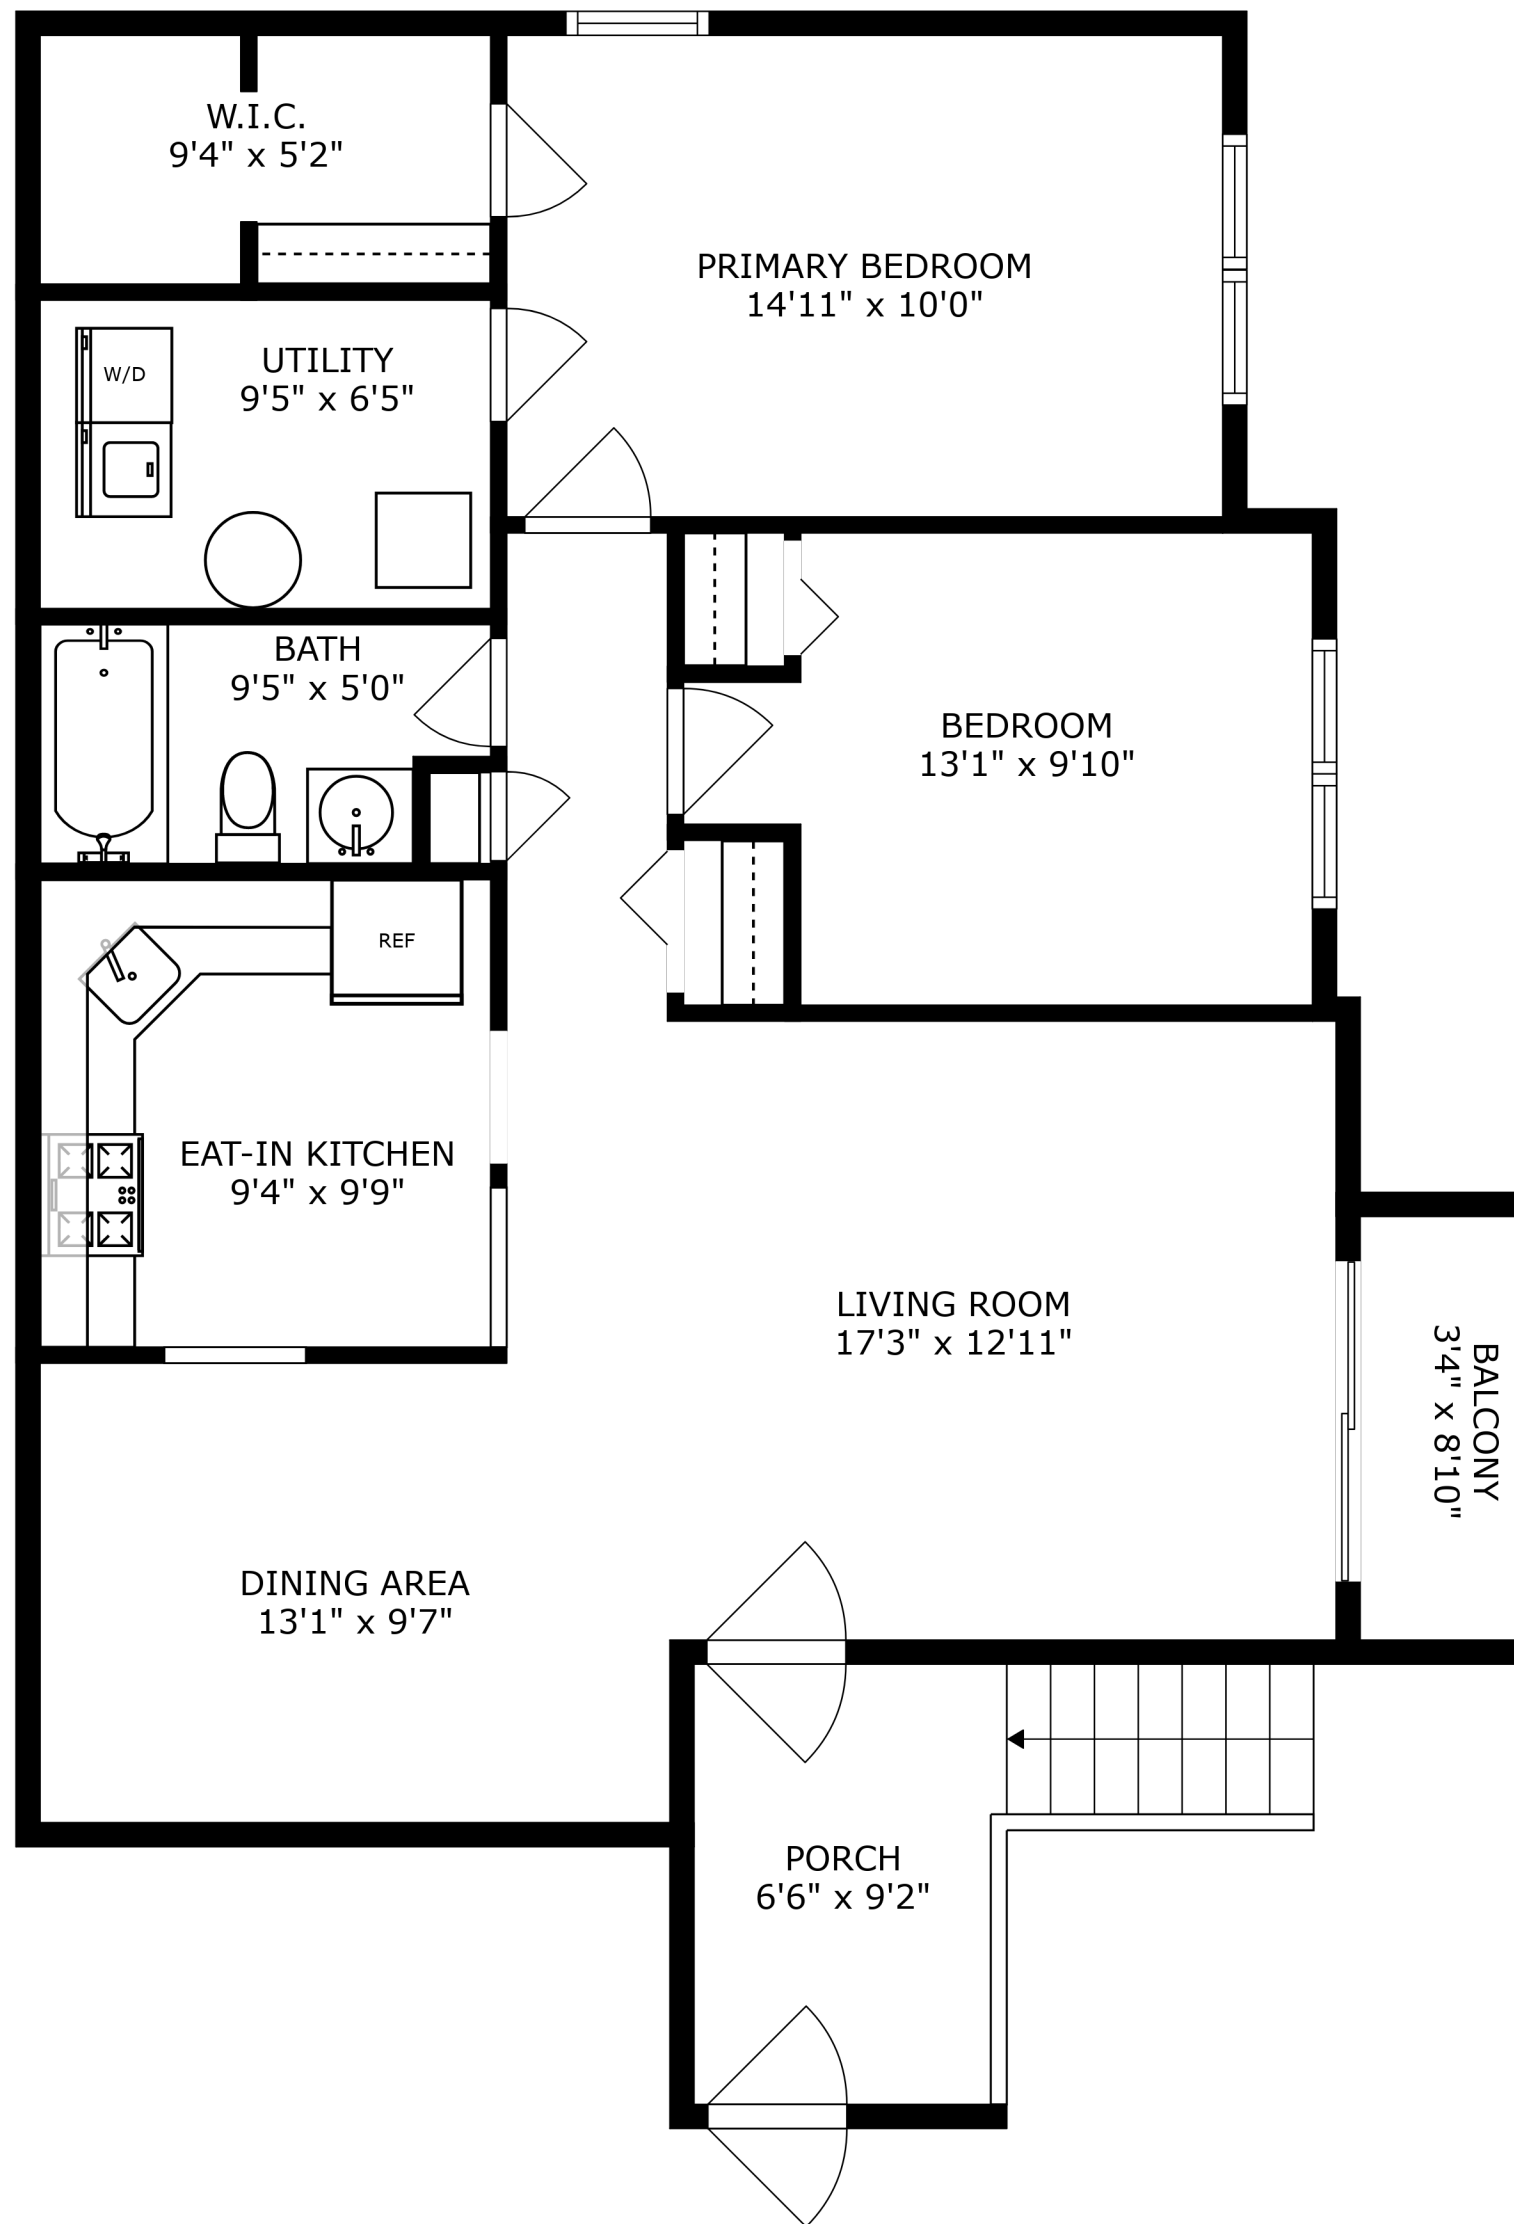 W.I.C.
9'4" x 5'2"
PRIMARY BEDROOM
14'11" x 10'0"
W/D
UTILITY
9'5" x 6'5"
BATH
9'5" x 5'0"
BEDROOM
13'1" x 9'10"
REF
EAT-IN KITCHEN
9'4" x 9'9"
LIVING ROOM
17'3" x 12'11"
BALCONY
3'4" x 8'10"
DINING AREA
13'1" x 9'7"
PORCH
6'6" x 9'2"